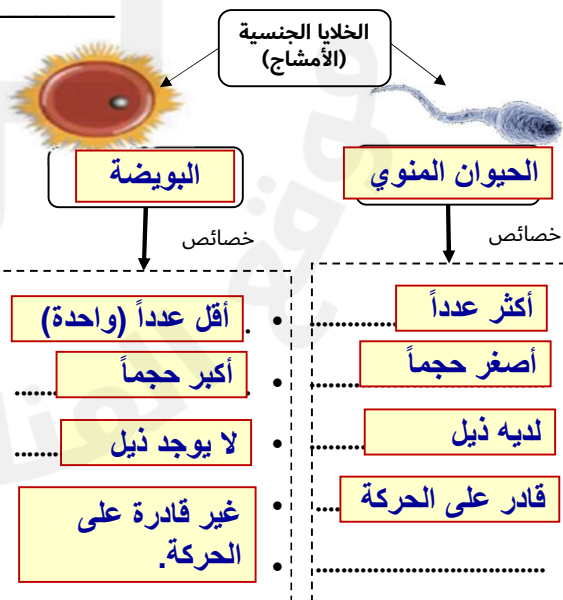 الخلايا الجنسية
(الأمشاج)
الحيوان المنوي
البويضة
خصائص
خصائص
أكثر عدداً
أصغر حجماً
لديه ذيل
قادر على الحركة
أقل عدداً (واحدة)
أكبر حجماً
لا يوجد ذيل
غير قادرة على
الحركة.